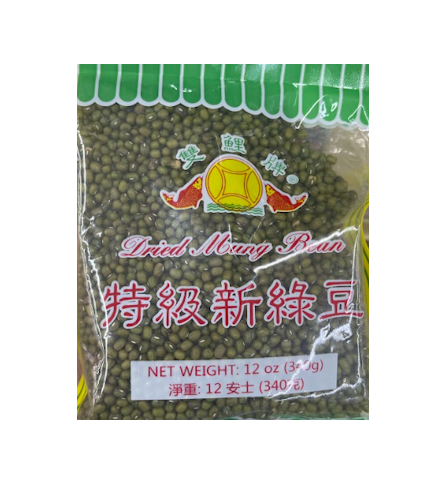 雙鯉牌
Dried Mung Bean
特級新綠豆
NET WEIGHT: 12 oz (340g)
淨重: 12 安士 (340克)